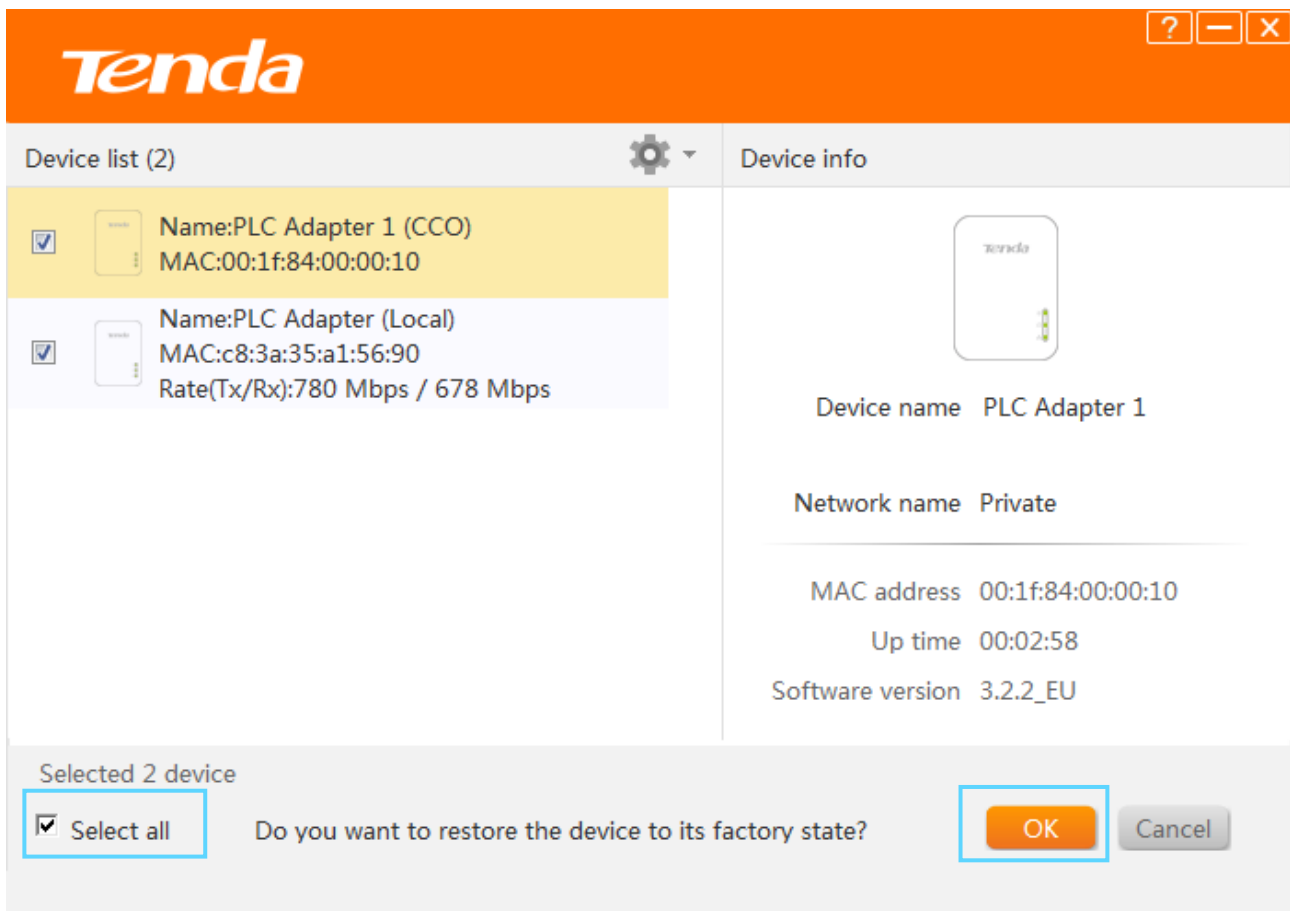 ? — X
Tenda
Device list (2)
Device info
Name:PLC Adapter 1 (CCO)
MAC:00:1f:84:00:00:10
Name:PLC Adapter (Local)
MAC:c8:3a:35:a1:56:90
Rate(Tx/Rx):780 Mbps / 678 Mbps
Tenda
Device name PLC Adapter 1
Network name Private
MAC address 00:1f:84:00:00:10
Up time 00:02:58
Software version 3.2.2_EU
Selected 2 device
Select all Do you want to restore the device to its factory state? OK Cancel